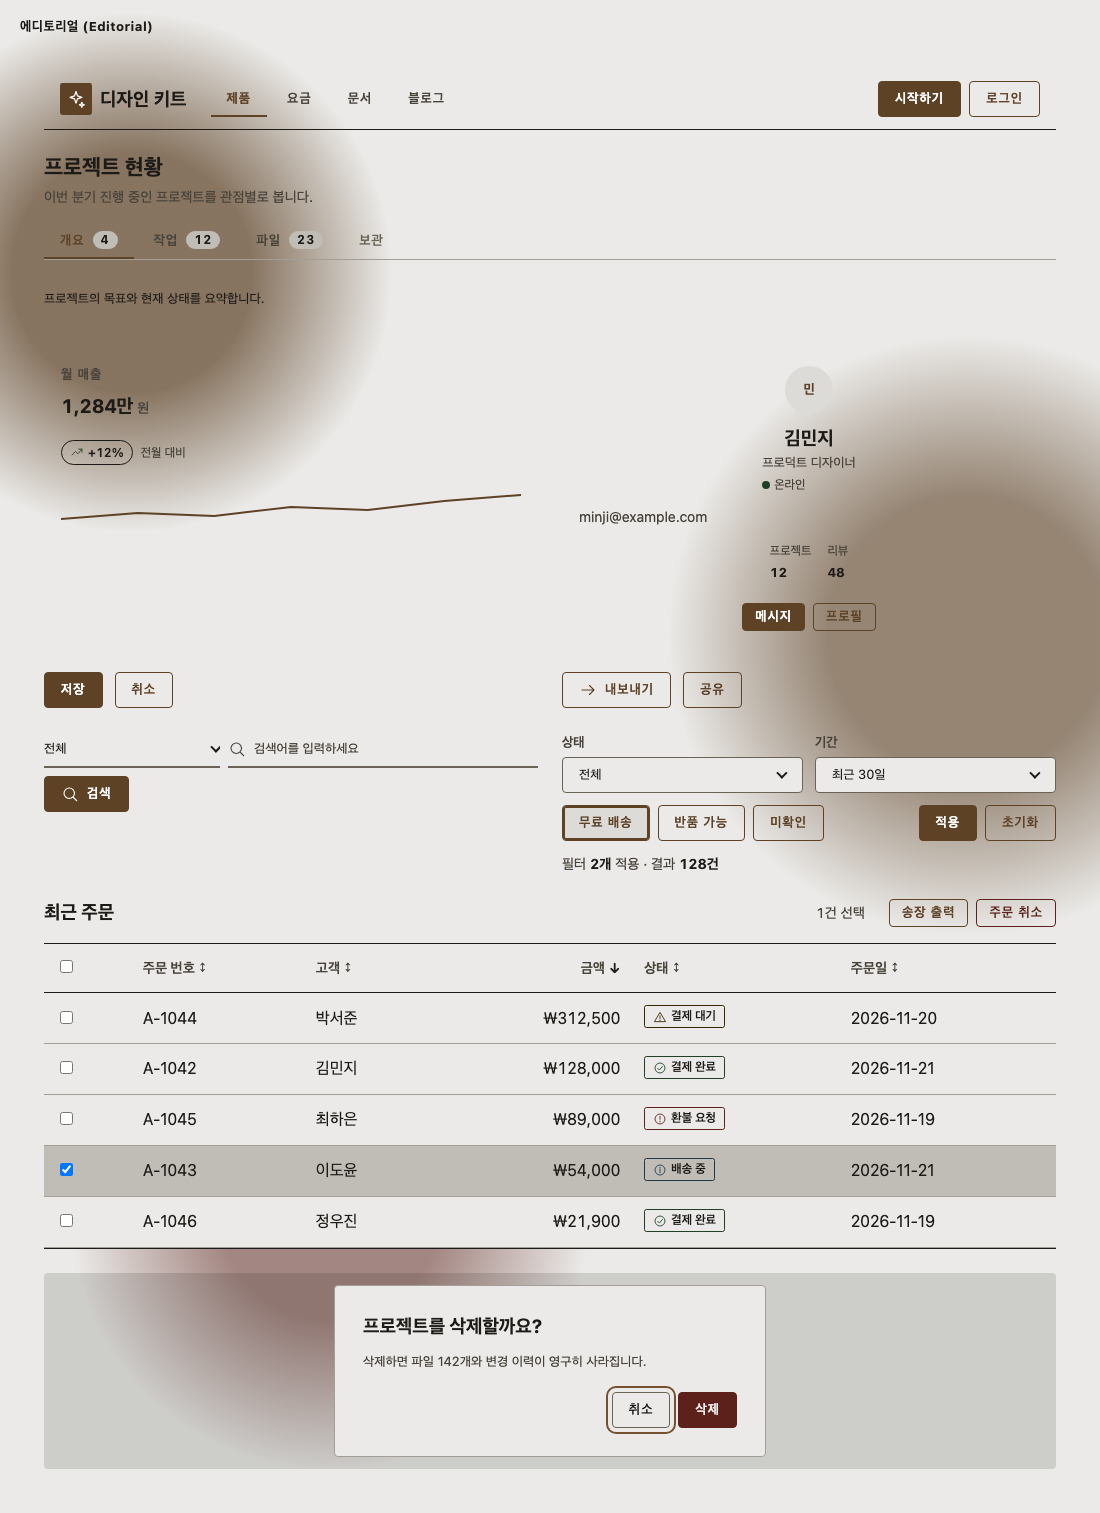 에디토리얼 (Editorial)
디자인 키트 제품 요금 문서 블로그 시작하기 로그인
프로젝트 현황
이번 분기 진행 중인 프로젝트를 관점별로 봅니다.
개요 4 작업 12 파일 23 보관
프로젝트의 목표와 현재 상태를 요약합니다.
월 매출
1,284만 원
+12% 전월 대비
민
김민지
프로덕트 디자이너
온라인
minji@example.com
프로젝트 리뷰
12 48
메시지 프로필
저장 취소
내보내기 공유
전체 검색어를 입력하세요
검색
상태 기간
전체 최근 30일
무료 배송 반품 가능 미확인 적용 초기화
필터 2개 적용 · 결과 128건
최근 주문 1건 선택 송장 출력 주문 취소
주문 번호 ↕ 고객 ↕ 금액 ↓ 상태 ↕ 주문일 ↕
A-1044 박서준 ₩312,500 결제 대기 2026-11-20
A-1042 김민지 ₩128,000 결제 완료 2026-11-21
A-1045 최하은 ₩89,000 환불 요청 2026-11-19
A-1043 이도윤 ₩54,000 배송 중 2026-11-21
A-1046 정우진 ₩21,900 결제 완료 2026-11-19
프로젝트를 삭제할까요?
삭제하면 파일 142개와 변경 이력이 영구히 사라집니다.
취소 삭제